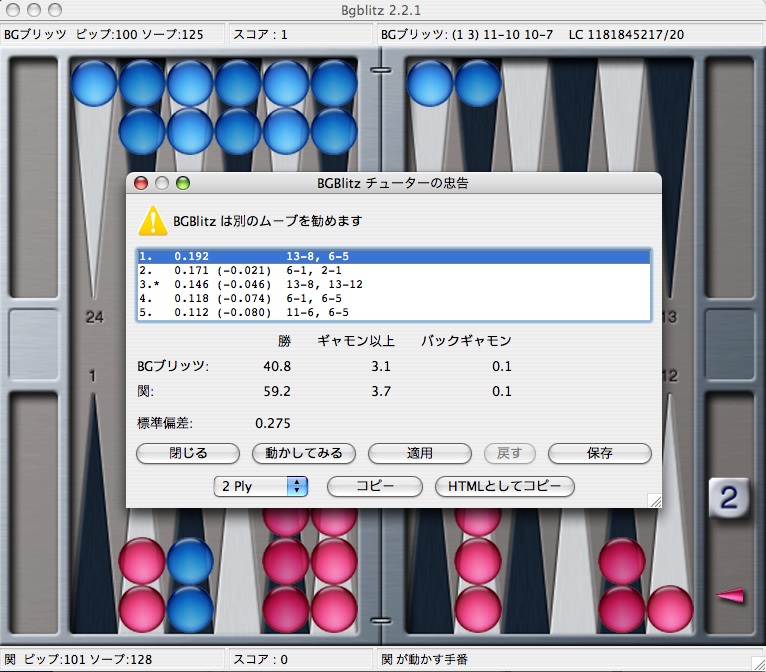 Bgblitz 2.2.1
BGブリッツ ピップ:100 ソープ:125 スコア : 1 BGブリッツ: (1 3) 11-10 10-7 LC 1181845217/20
BGBlitz チューターの忠告
BGBlitz は別のムーブを勧めます
1. 0.192 13-8, 6-5
2. 0.171 (-0.021) 6-1, 2-1
3.* 0.146 (-0.046) 13-8, 13-12
4. 0.118 (-0.074) 6-1, 6-5
5. 0.112 (-0.080) 11-6, 6-5
24 13
勝 ギャモン以上 バックギャモン
BGブリッツ: 40.8 3.1 0.1
1 12
関: 59.2 3.7 0.1
標準偏差: 0.275
閉じる 動かしてみる 適用 戻す 保存
2 Ply コピー HTMLとしてコピー
2
関 ピップ:101 ソープ:128 スコア : 0 関 が動かす手番